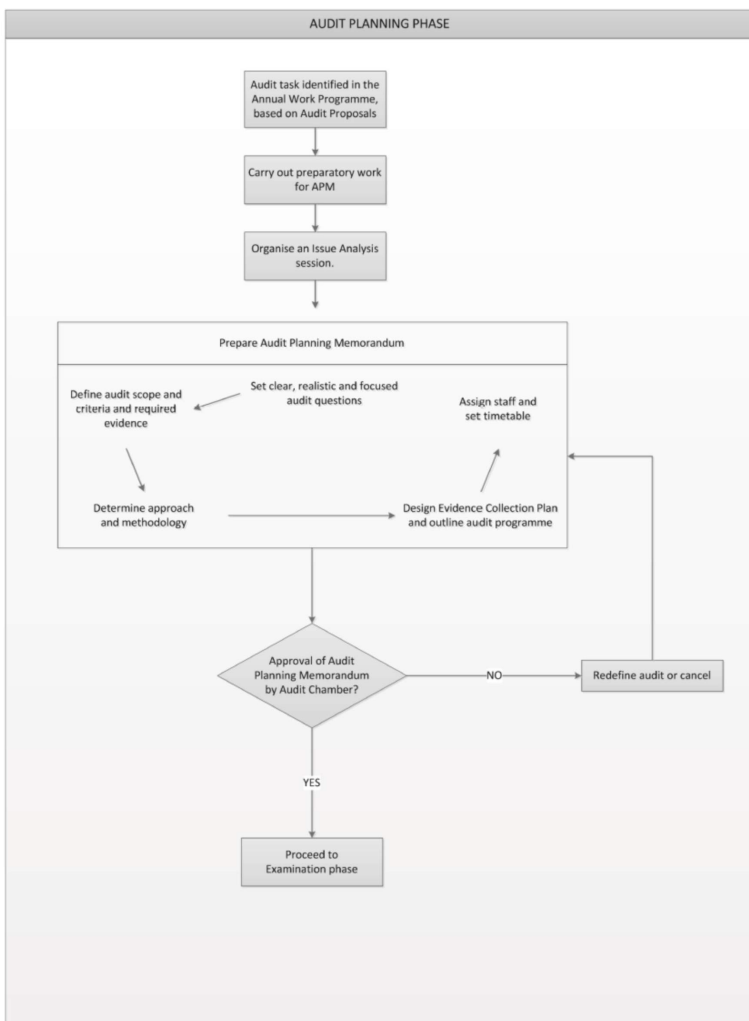 AUDIT PLANNING PHASE
Audit task identified in the
Annual Work Programme,
based on Audit Proposals
Carry out preparatory work
for APM
Organise an Issue Analysis
session.
Prepare Audit Planning Memorandum
Set clear, realistic and focused
audit questions
Define audit scope and
criteria and required
evidence
Determine approach
and methodology
Design Evidence Collection Plan
and outline audit programme
Assign staff and
set timetable
Approval of Audit
Planning Memorandum
by Audit Chamber?
NO
Redefine audit or cancel
YES
Proceed to
Examination phase